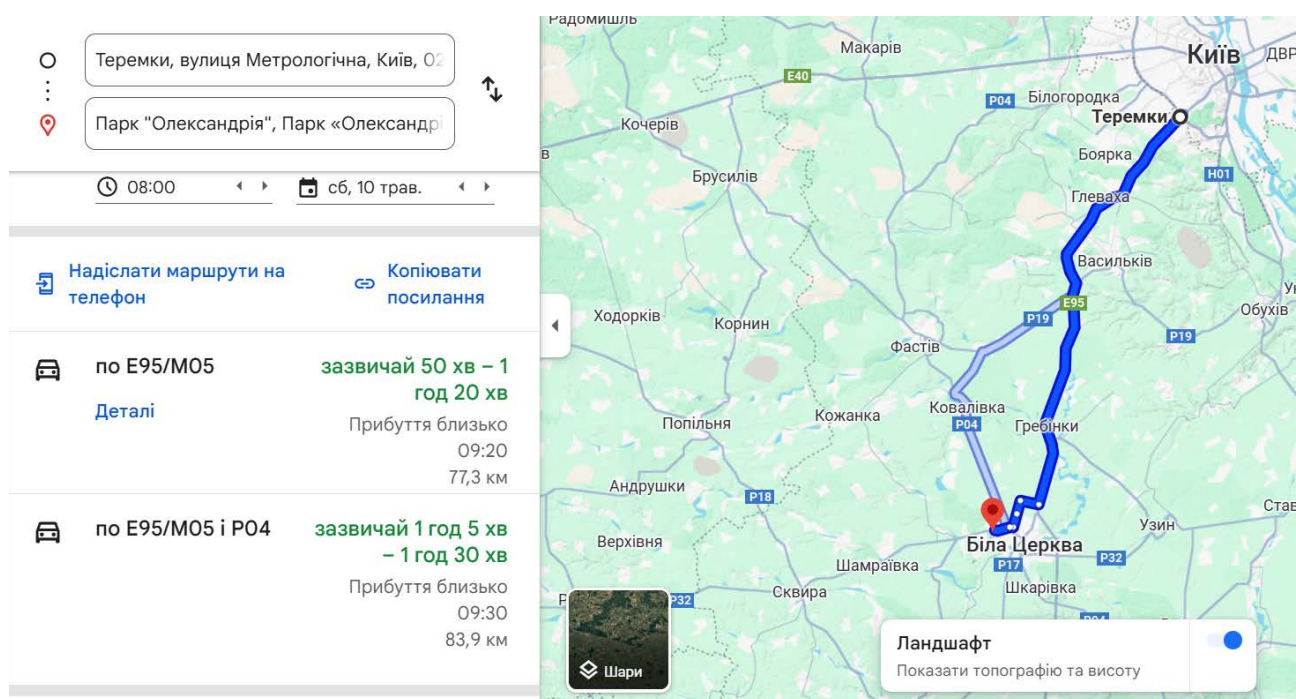 Теремки, вулиця Метрологічна, Київ, 02
Парк "Олександрія", Парк «Олександрі
08:00
сб, 10 трав.
Надіслати маршрути на
телефон
Копіювати
посилання
по E95/M05
зазвичай 50 хв – 1
год 20 хв
Деталі
Прибуття близько
09:20
77,3 км
по E95/M05 і P04
зазвичай 1 год 5 хв
– 1 год 30 хв
Прибуття близько
09:30
83,9 км
Радомишль
Макарів
Київ
ДВР
E40
P04
Білогородка
Теремки
Кочерів
в
Боярка
Брусилів
H01
Глеваха
Васильків
E95
Ходорків
Корнин
P19
Обухів
P19
Фастів
Ковалівка
P04
Кожанка
Попільня
Гребінки
Андрушки
P18
Став
Узин
Верхівня
Біла Церква
P32
Шамраївка
P17
Сквира
Шкарівка
P32
Шари
Ландшафт
Показати топографію та висоту